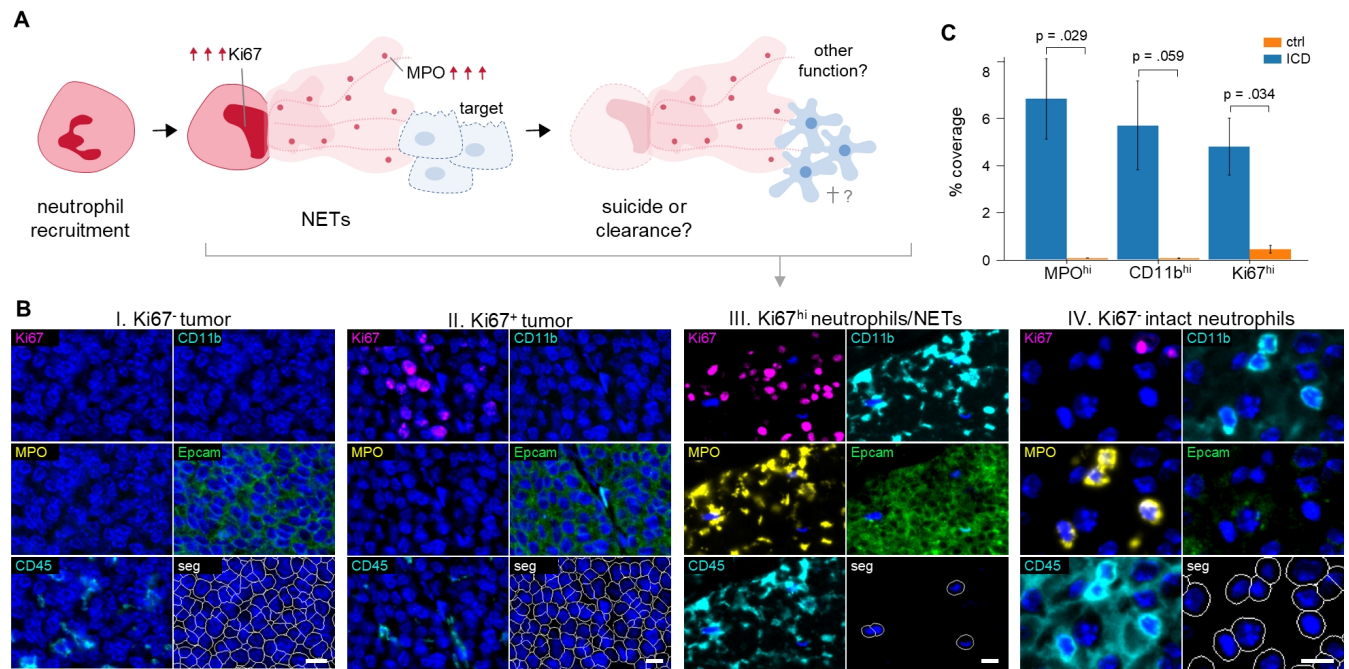 A
↑ ↑ ↑ Ki67
MPO ↑ ↑ ↑
target
other
function?
† ?
neutrophil
recruitment
NETs
suicide or
clearance?
C
p = .029
p = .059
p = .034
ctrl
ICD
% coverage
8
6
4
2
0
MPOʰⁱ
CD11bʰⁱ
Ki67ʰⁱ
B
I. Ki67⁻ tumor
Ki67
CD11b
MPO
Epcam
CD45
seg
II. Ki67⁺ tumor
Ki67
CD11b
MPO
Epcam
CD45
seg
III. Ki67ʰⁱ neutrophils/NETs
Ki67
CD11b
MPO
Epcam
CD45
seg
IV. Ki67⁻ intact neutrophils
Ki67
CD11b
MPO
Epcam
CD45
seg